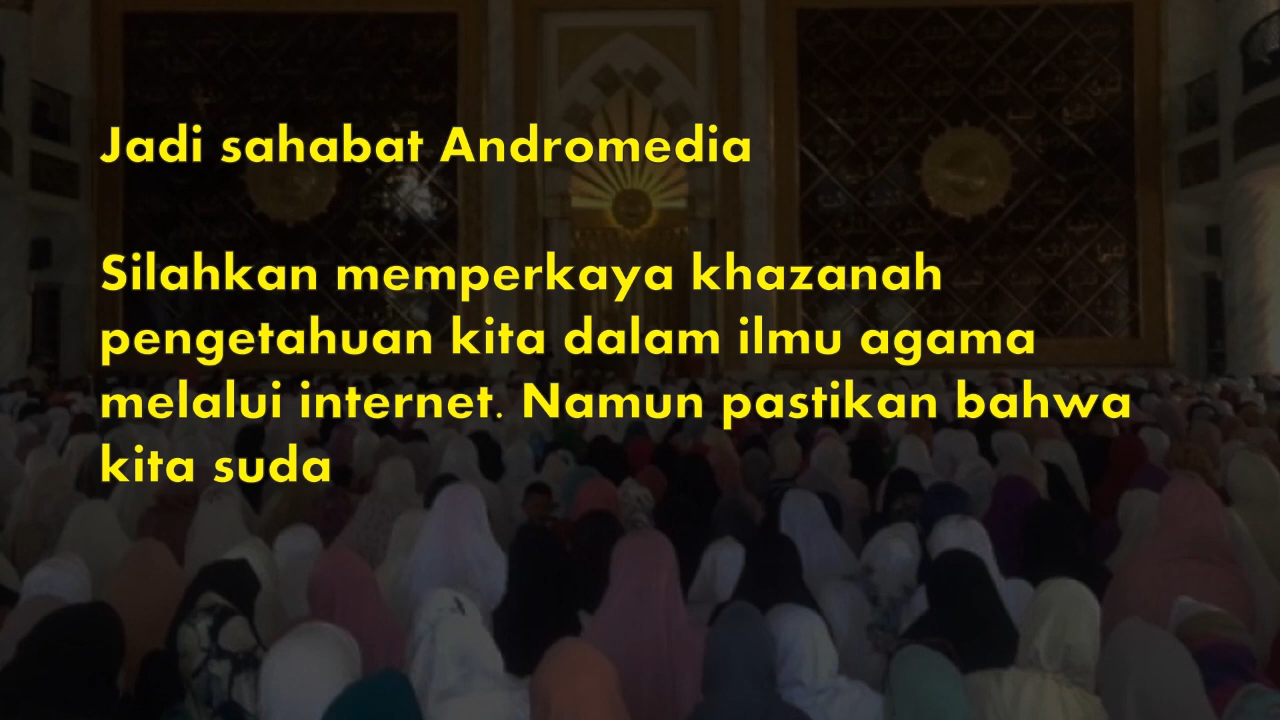 Jadi sahabat Andromedia
Silahkan memperkaya khazanah
pengetahuan kita dalam ilmu agama
melalui internet. Namun pastikan bahwa
kita suda